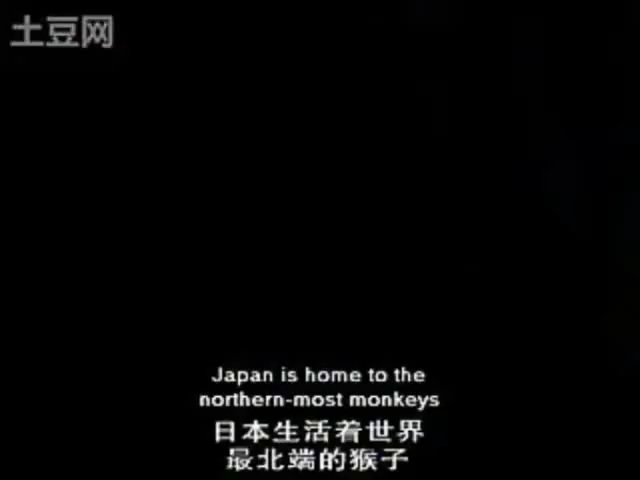 土豆网
Japan is home to the
northern-most monkeys
日本生活着世界
最北端的猴子